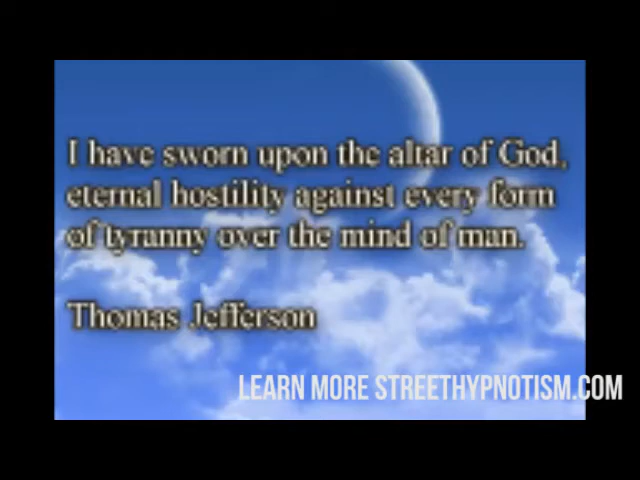 I have sworn upon the altar of God,
eternal hostility against every form
of tyranny over the mind of man.
Thomas Jefferson
LEARN MORE STREETHYPNOTISM.COM